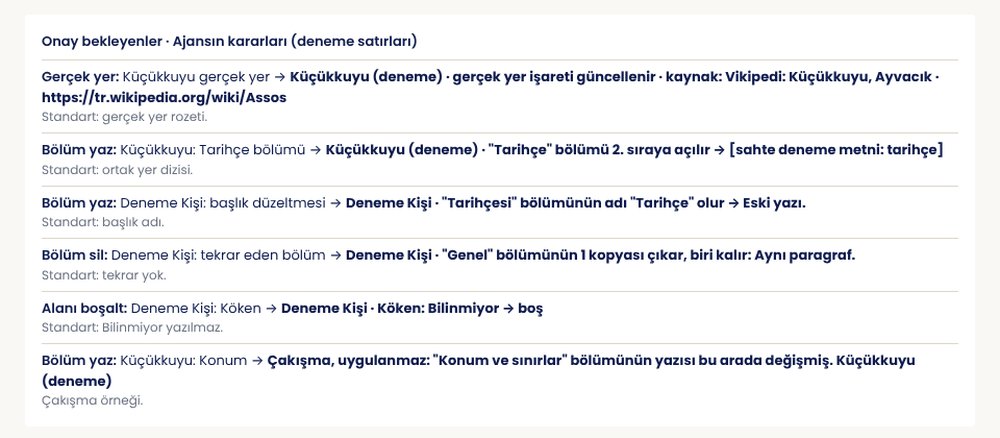 Onay bekleyenler · Ajansın kararları (deneme satırları)
Gerçek yer: Küçükkuyu gerçek yer → Küçükkuyu (deneme) · gerçek yer işareti güncellenir · kaynak: Vikipedi: Küçükkuyu, Ayvacık ·
https://tr.wikipedia.org/wiki/Assos
Standart: gerçek yer rozeti.
Bölüm yaz: Küçükkuyu: Tarihçe bölümü → Küçükkuyu (deneme) · "Tarihçe" bölümü 2. sıraya açılır → [sahte deneme metni: tarihçe]
Standart: ortak yer dizisi.
Bölüm yaz: Deneme Kişi: başlık düzeltmesi → Deneme Kişi · "Tarihçesi" bölümünün adı "Tarihçe" olur → Eski yazı.
Standart: başlık adı.
Bölüm sil: Deneme Kişi: tekrar eden bölüm → Deneme Kişi · "Genel" bölümünün 1 kopyası çıkar, biri kalır: Aynı paragraf.
Standart: tekrar yok.
Alanı boşalt: Deneme Kişi: Köken → Deneme Kişi · Köken: Bilinmiyor → boş
Standart: Bilinmiyor yazılmaz.
Bölüm yaz: Küçükkuyu: Konum → Çakışma, uygulanmaz: "Konum ve sınırlar" bölümünün yazısı bu arada değişmiş. Küçükkuyu
(deneme)
Çakışma örneği.